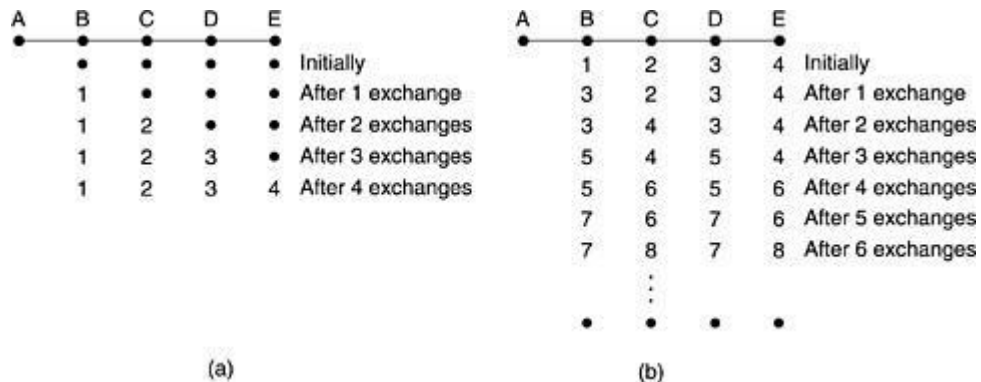 A B C D E
Initially
1 After 1 exchange
1 2 After 2 exchanges
1 2 3 After 3 exchanges
1 2 3 4 After 4 exchanges
(a)
A B C D E
1 2 3 4 Initially
3 2 3 4 After 1 exchange
3 4 3 4 After 2 exchanges
5 4 5 4 After 3 exchanges
5 6 5 6 After 4 exchanges
7 6 7 6 After 5 exchanges
7 8 7 8 After 6 exchanges
(b)